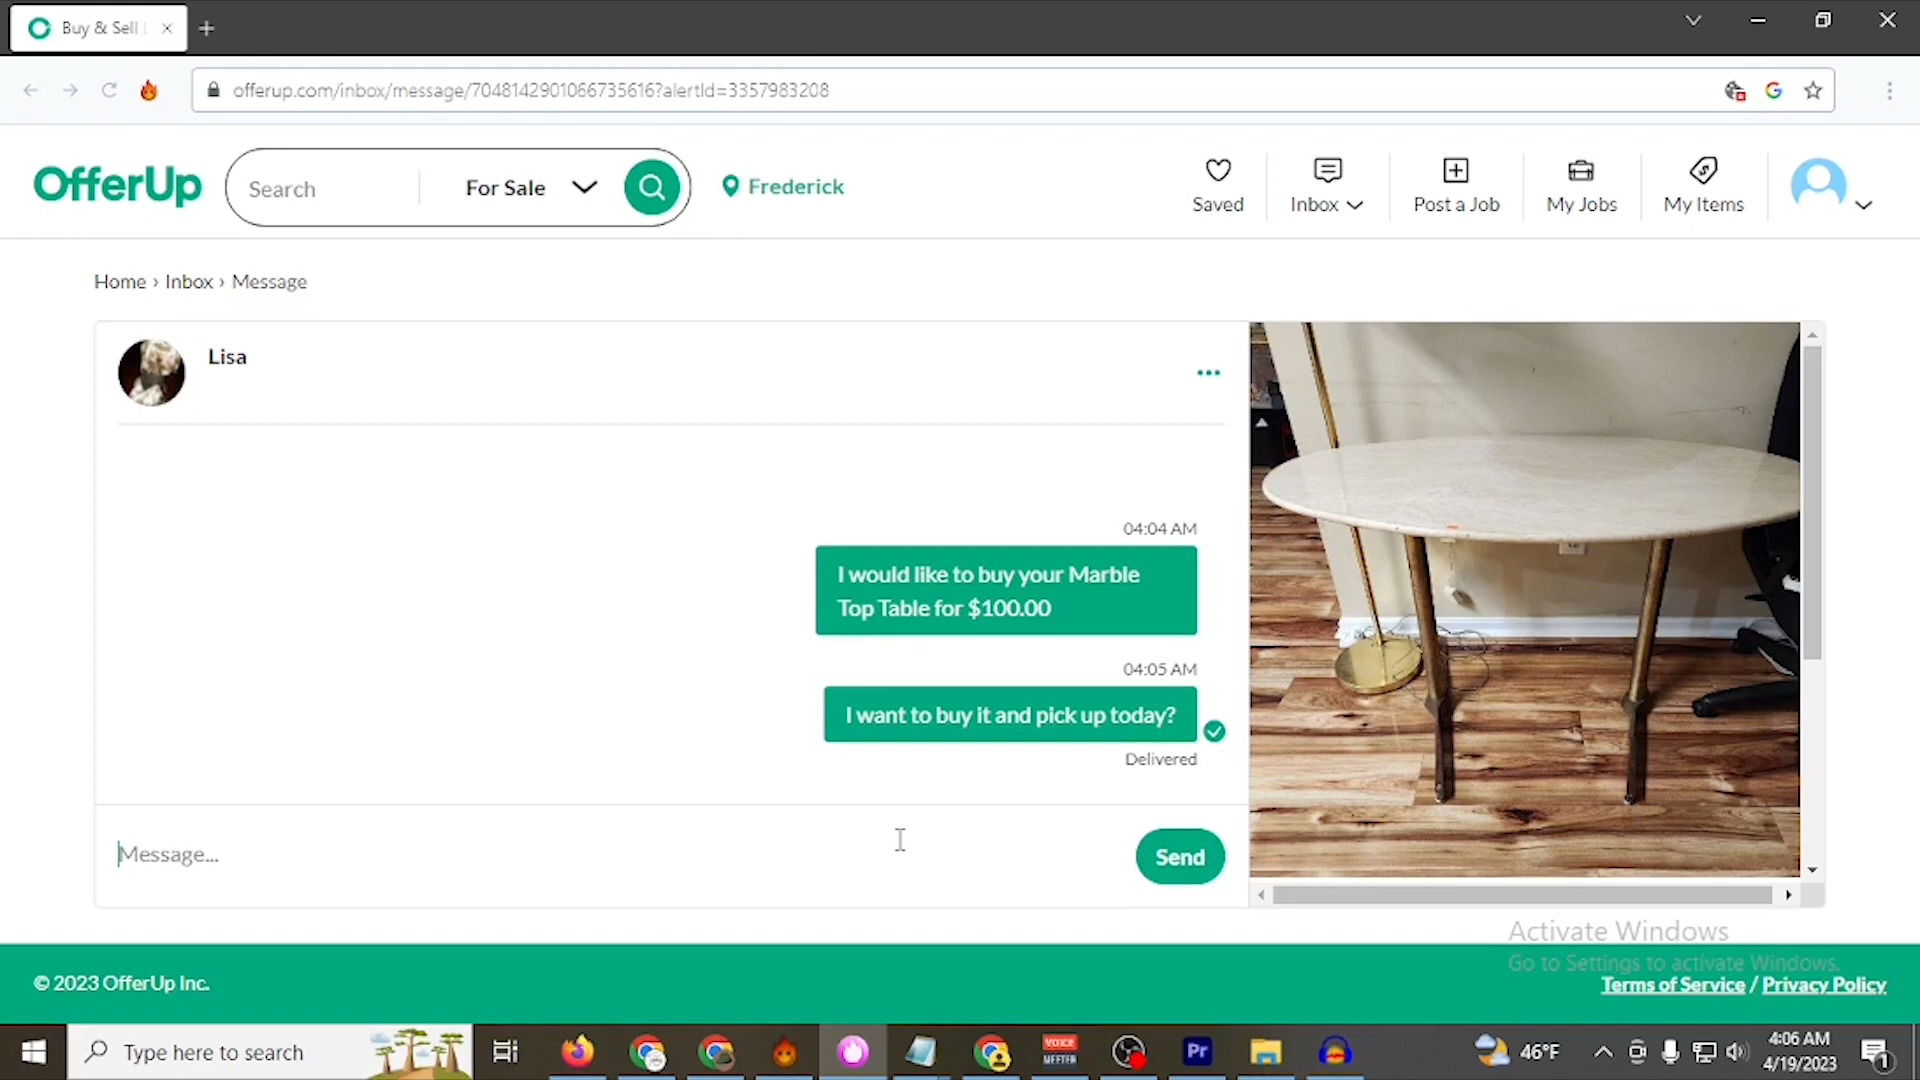 Buy & Sell
offerup.com/inbox/message/7048142901066735616?alertId=3357983208
OfferUp
Search
For Sale
Frederick
Saved
Inbox
Post a Job
My Jobs
My Items
Home › Inbox › Message
Lisa
04:04 AM
I would like to buy your Marble
Top Table for $100.00
04:05 AM
I want to buy it and pick up today?
Delivered
Message...
Send
Activate Windows
Go to Settings to activate Windows.
© 2023 OfferUp Inc.
Terms of Service / Privacy Policy
Type here to search
VOICE
MEETER
Pr
46°F
4:06 AM
4/19/2023
1